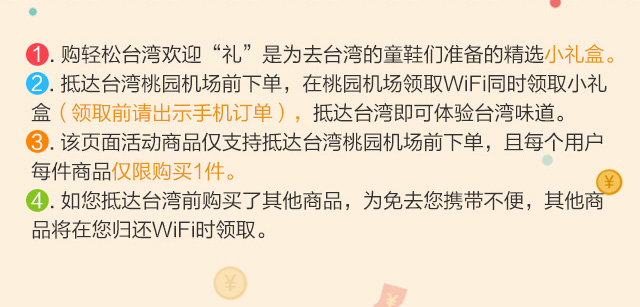 1. 购轻松台湾欢迎“礼”是为去台湾的童鞋们准备的精选小礼盒。
2. 抵达台湾桃园机场前下单，在桃园机场领取WiFi同时领取小礼
盒（领取前请出示手机订单），抵达台湾即可体验台湾味道。
3. 该页面活动商品仅支持抵达台湾桃园机场前下单，且每个用户
每件商品仅限购买1件。
4. 如您抵达台湾前购买了其他商品，为免去您携带不便，其他商
品将在您归还WiFi时领取。